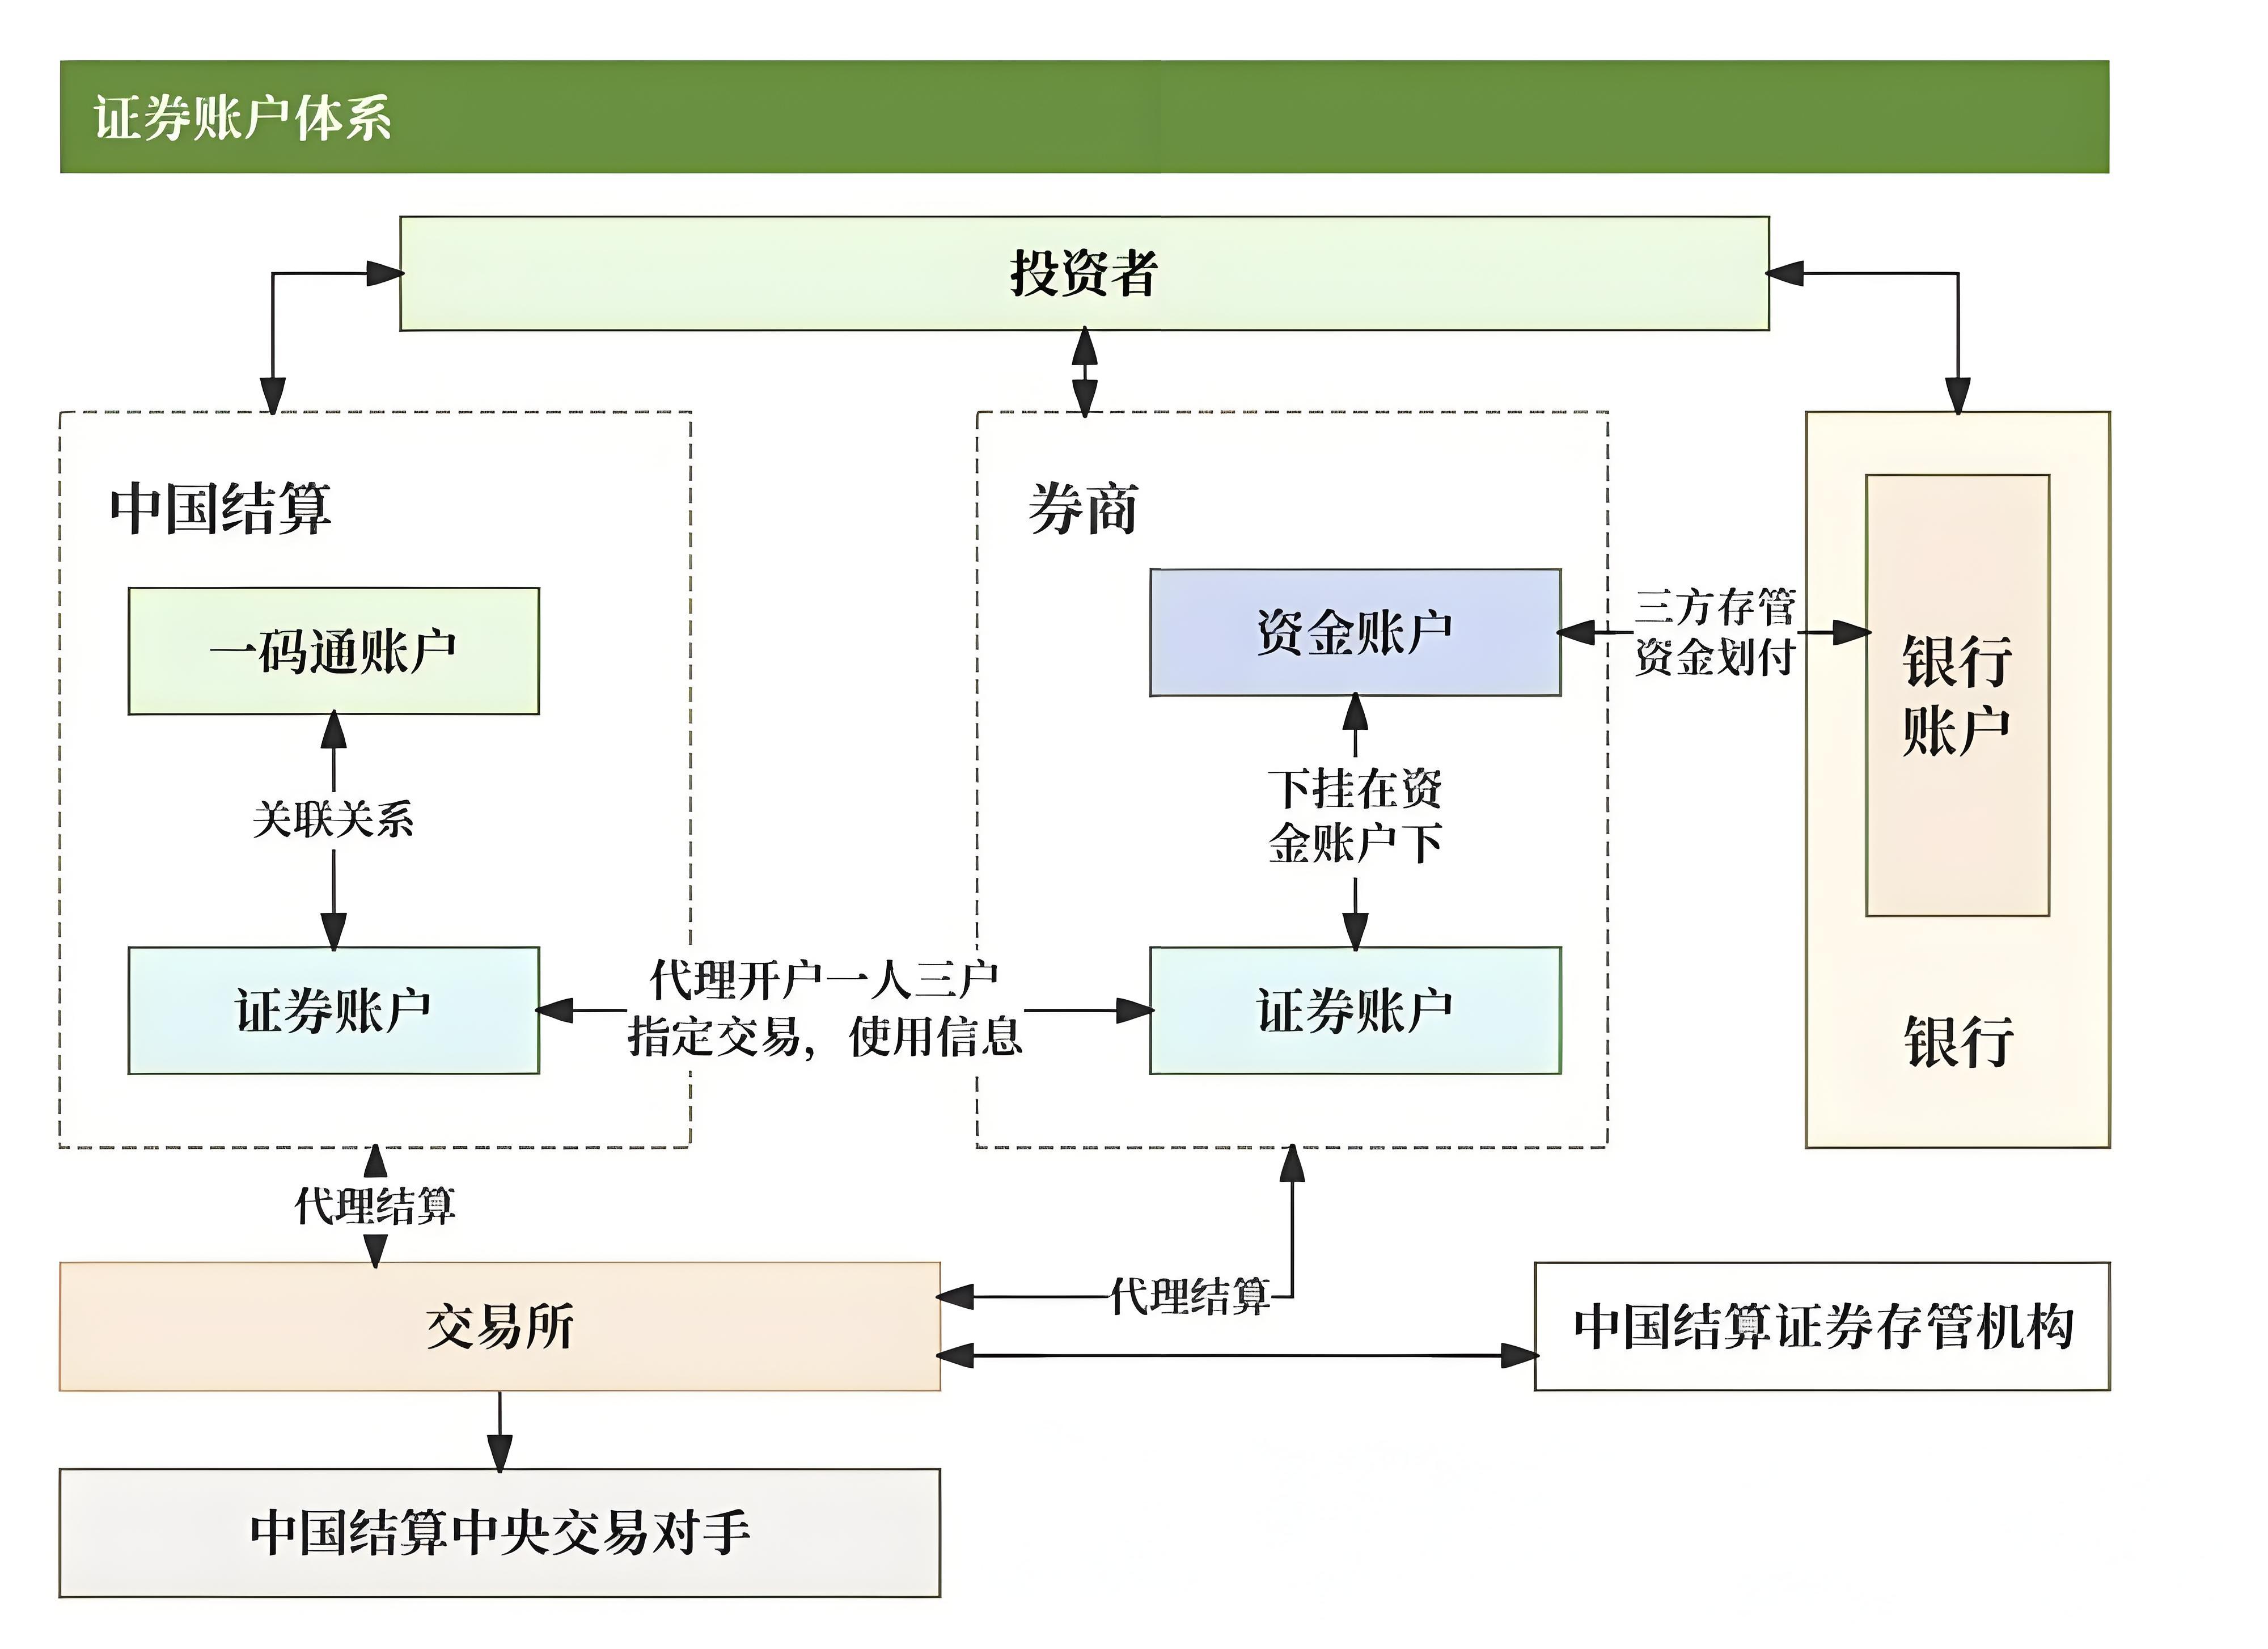 证券账户体系
投资者
中国结算
券商
一码通账户
资金账户
三方存管
资金划付
银行
账户
关联关系
下挂在资
金账户下
证券账户
代理开户一人三户
指定交易，使用信息
证券账户
银行
代理结算
代理结算
交易所
中国结算证券存管机构
中国结算中央交易对手